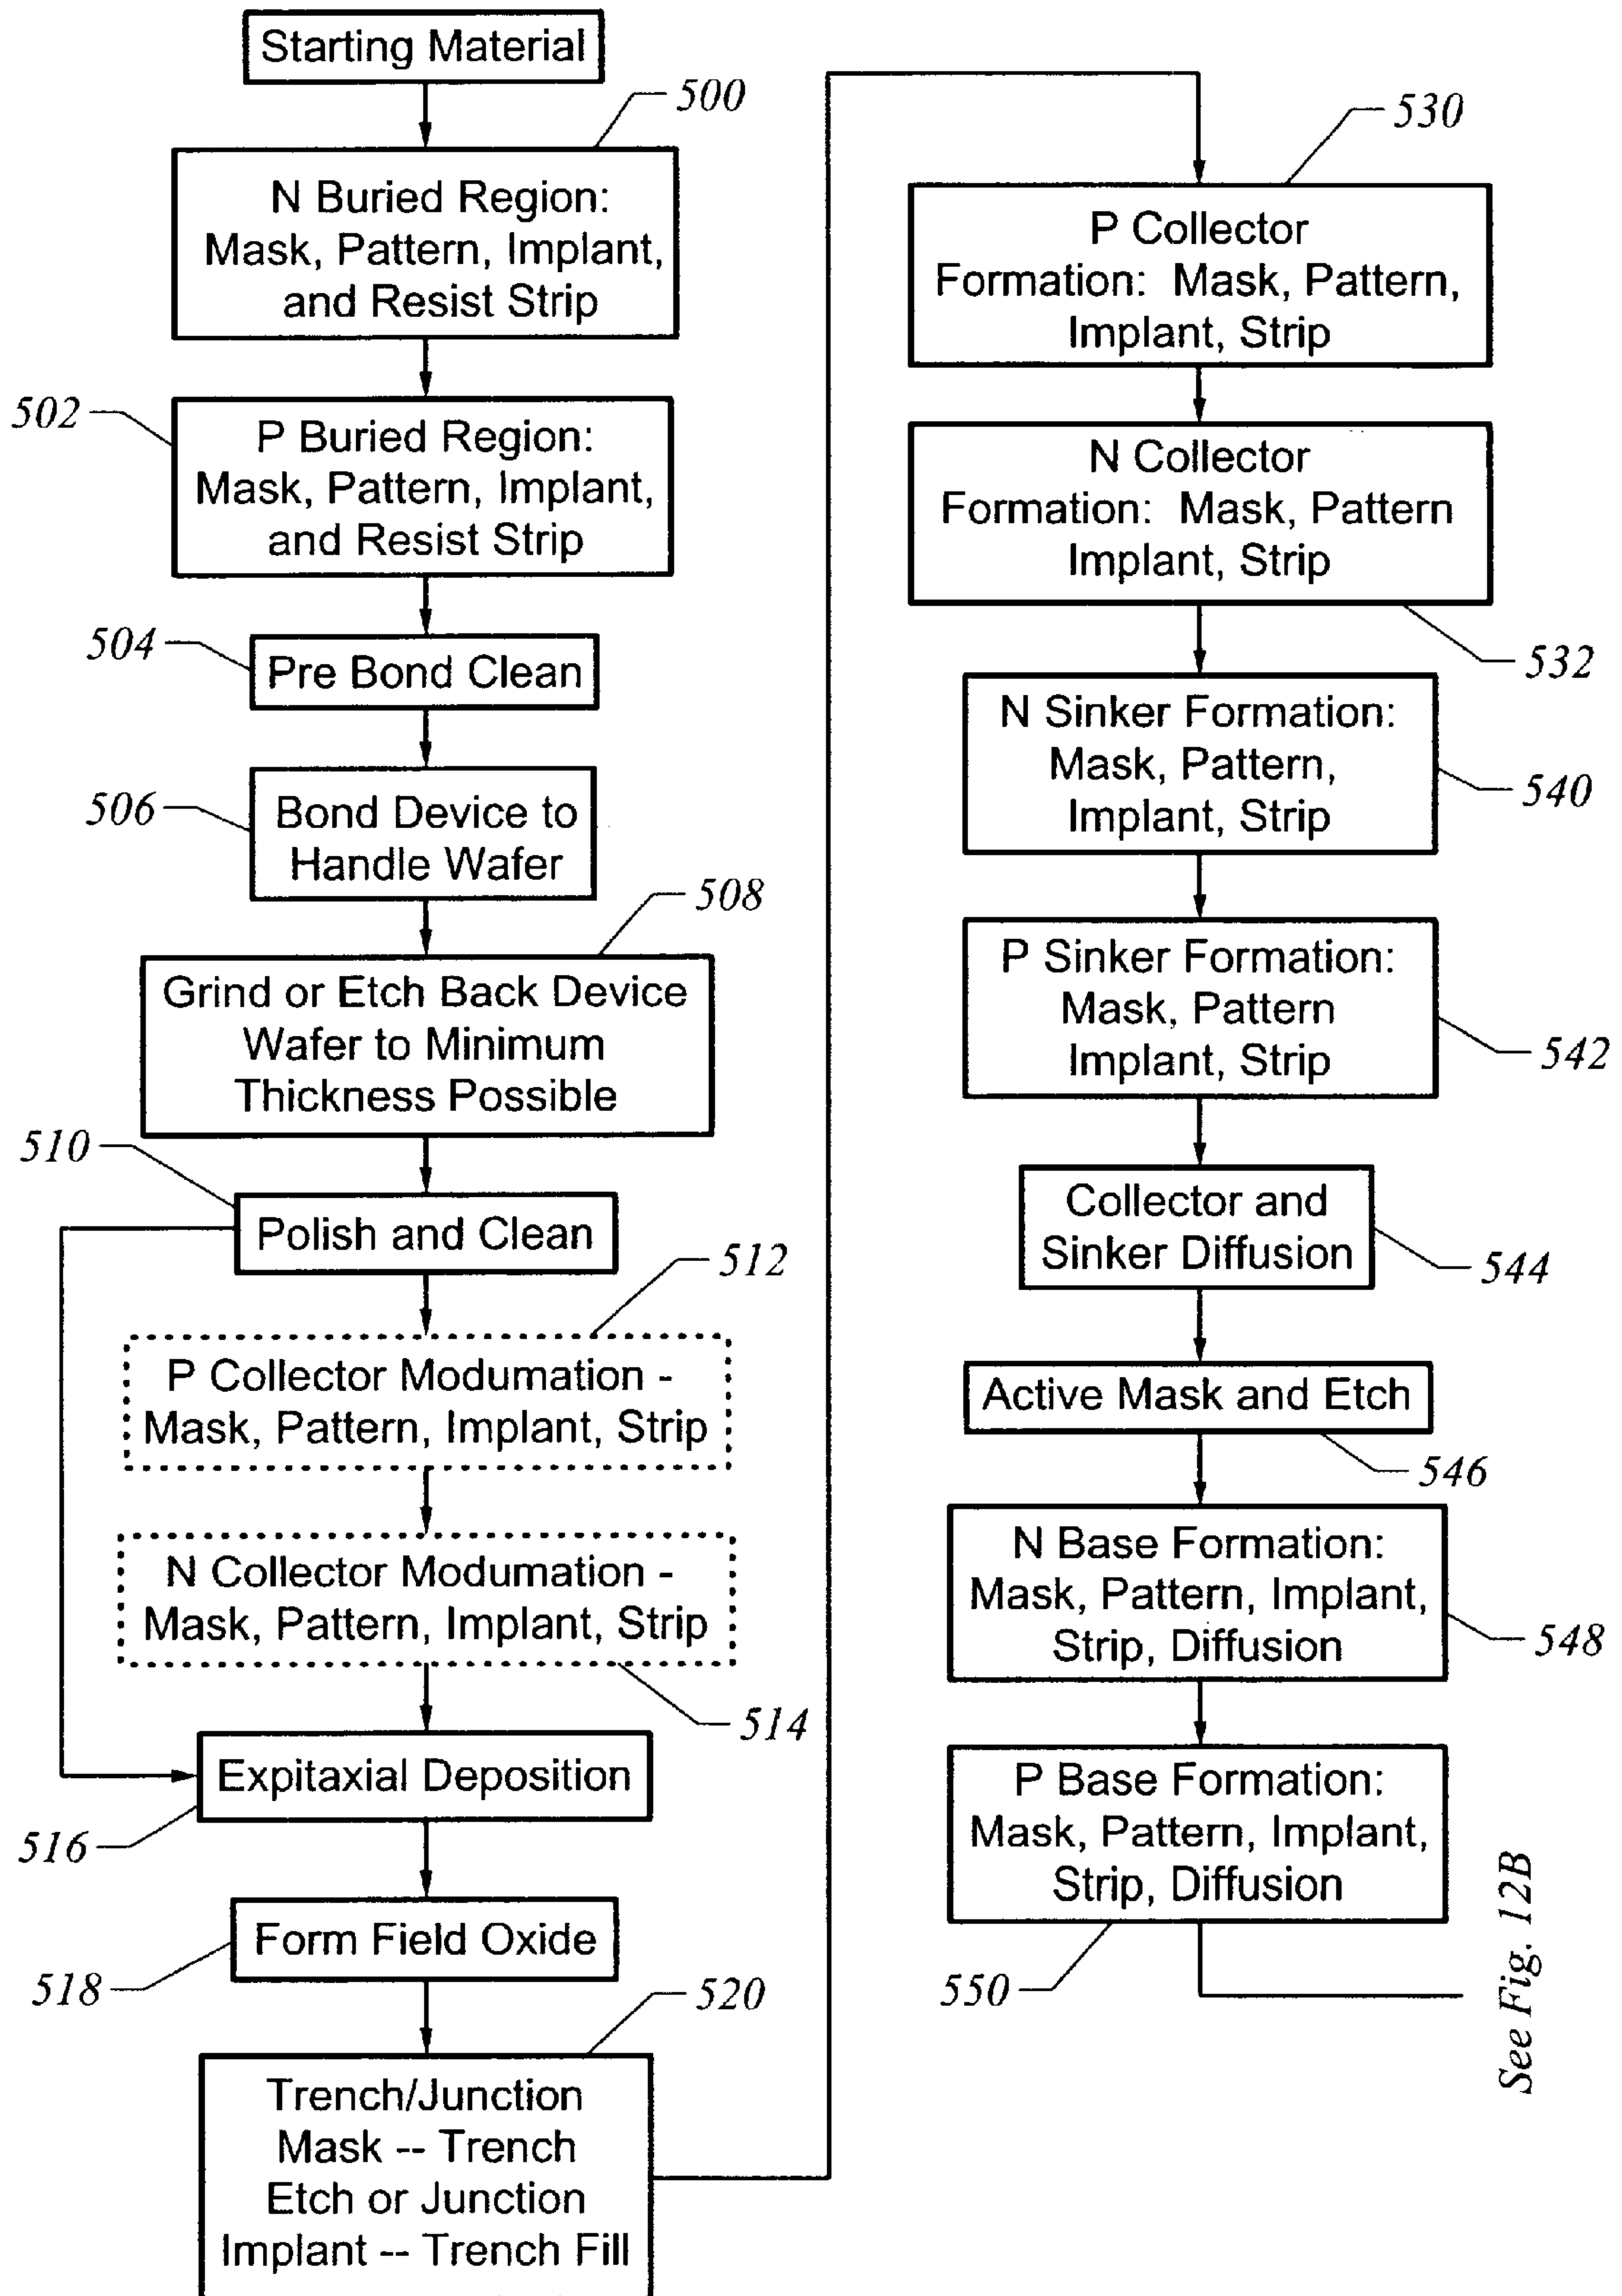 Starting Material
500
N Buried Region:
Mask, Pattern, Implant,
and Resist Strip
502
P Buried Region:
Mask, Pattern, Implant,
and Resist Strip
504
Pre Bond Clean
506
Bond Device to
Handle Wafer
508
Grind or Etch Back Device
Wafer to Minimum
Thickness Possible
510
Polish and Clean
512
P Collector Modumation -
Mask, Pattern, Implant, Strip
N Collector Modumation -
Mask, Pattern, Implant, Strip
514
Expitaxial Deposition
516
Form Field Oxide
518
520
Trench/Junction
Mask -- Trench
Etch or Junction
Implant -- Trench Fill
530
P Collector
Formation: Mask, Pattern,
Implant, Strip
N Collector
Formation: Mask, Pattern
Implant, Strip
532
N Sinker Formation:
Mask, Pattern,
Implant, Strip
540
P Sinker Formation:
Mask, Pattern
Implant, Strip
542
Collector and
Sinker Diffusion
544
Active Mask and Etch
546
N Base Formation:
Mask, Pattern, Implant,
Strip, Diffusion
548
P Base Formation:
Mask, Pattern, Implant,
Strip, Diffusion
550
See Fig. 12B